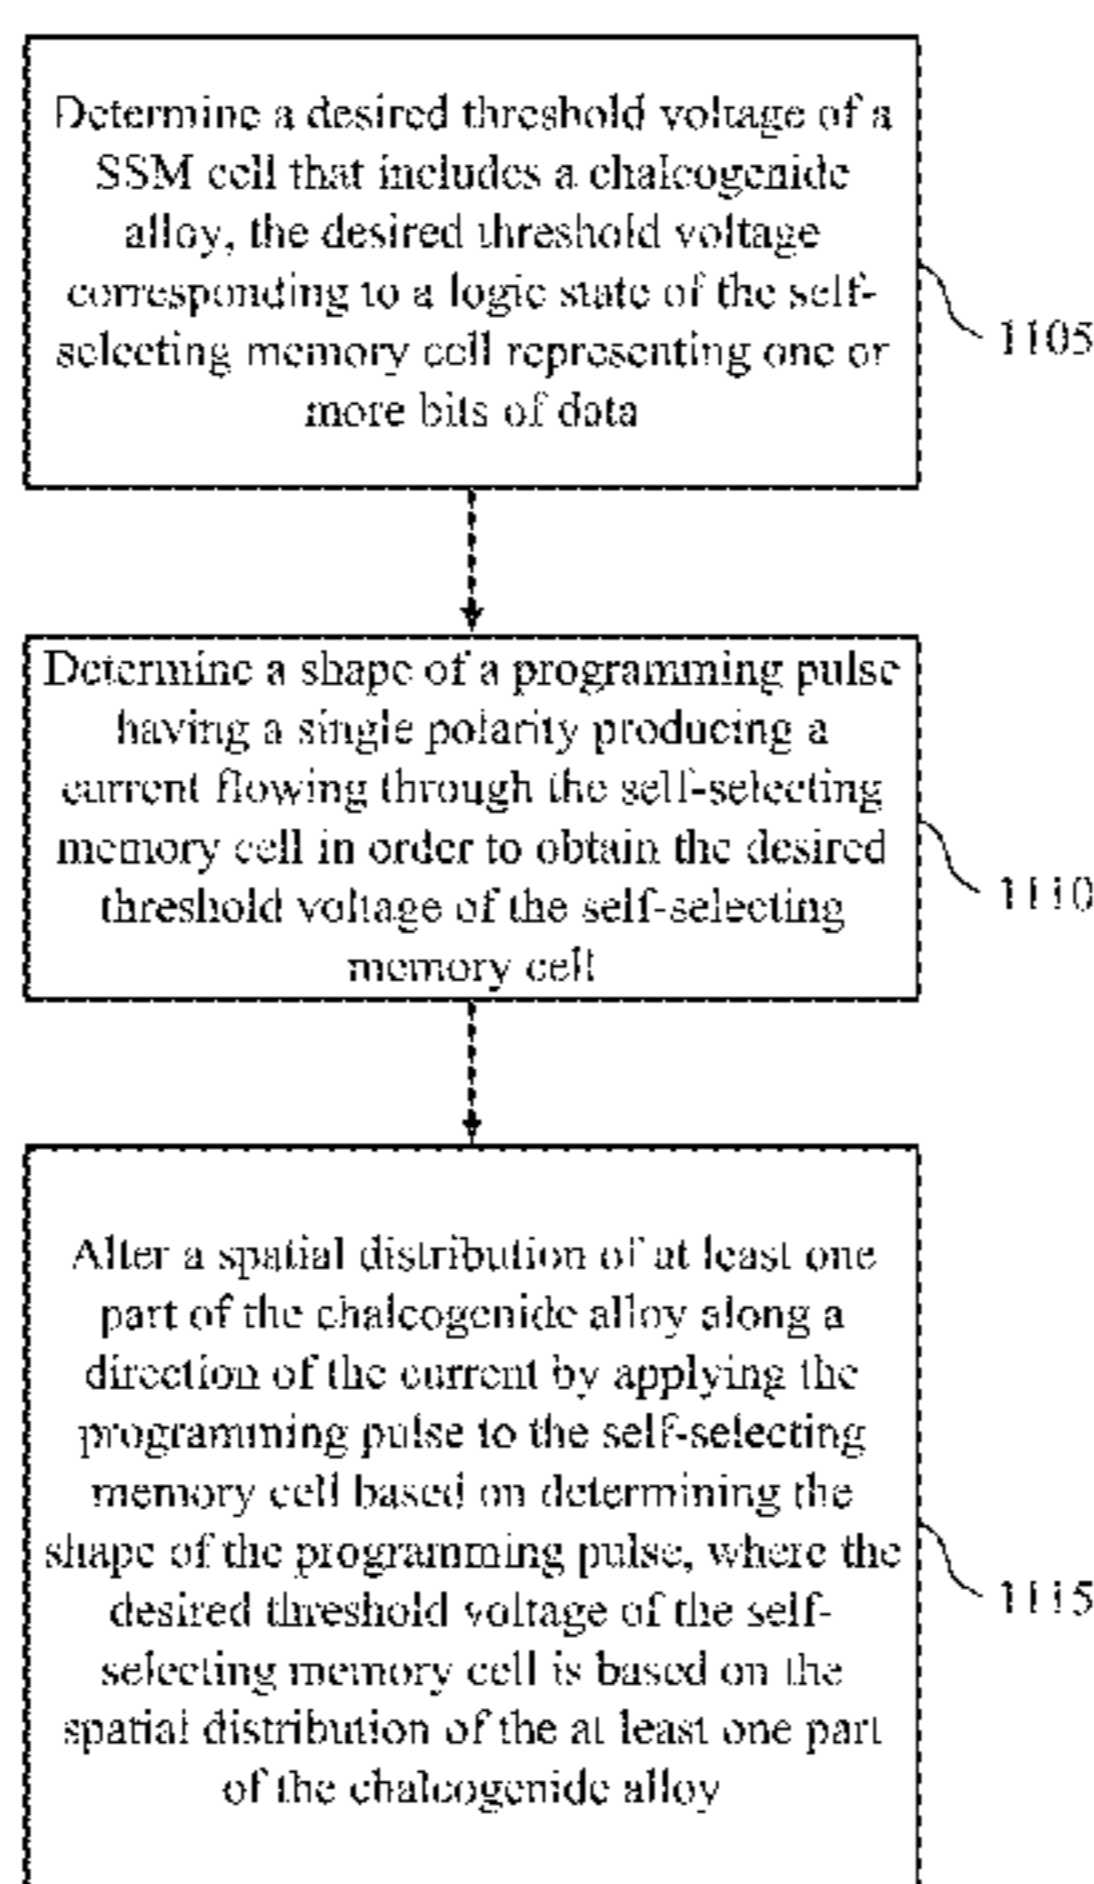 Determine a desired threshold voltage of a
SSM cell that includes a chalcogenide
alloy, the desired threshold voltage
corresponding to a logic state of the self-
selecting memory cell representing one or
more bits of data
1105
Determine a shape of a programming pulse
having a single polarity producing a
current flowing through the self-selecting
memory cell in order to obtain the desired
threshold voltage of the self-selecting
memory cell
1110
Alter a spatial distribution of at least one
part of the chalcogenide alloy along a
direction of the current by applying the
programming pulse to the self-selecting
memory cell based on determining the
shape of the programming pulse, where the
desired threshold voltage of the self-
selecting memory cell is based on the
spatial distribution of the at least one part
of the chalcogenide alloy
1115